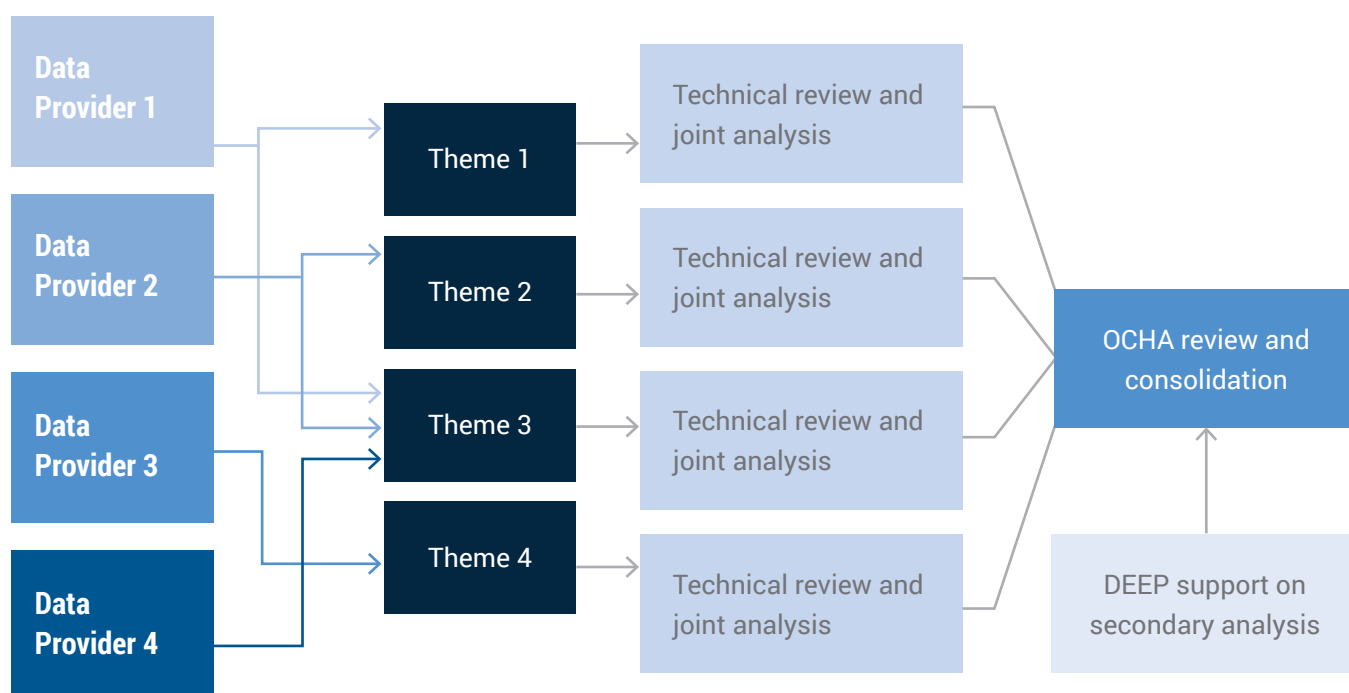 Data
Provider 1
Data
Provider 2
Data
Provider 3
Data
Provider 4
Theme 1
Theme 2
Theme 3
Theme 4
Technical review and
joint analysis
Technical review and
joint analysis
Technical review and
joint analysis
Technical review and
joint analysis
OCHA review and
consolidation
DEEP support on
secondary analysis